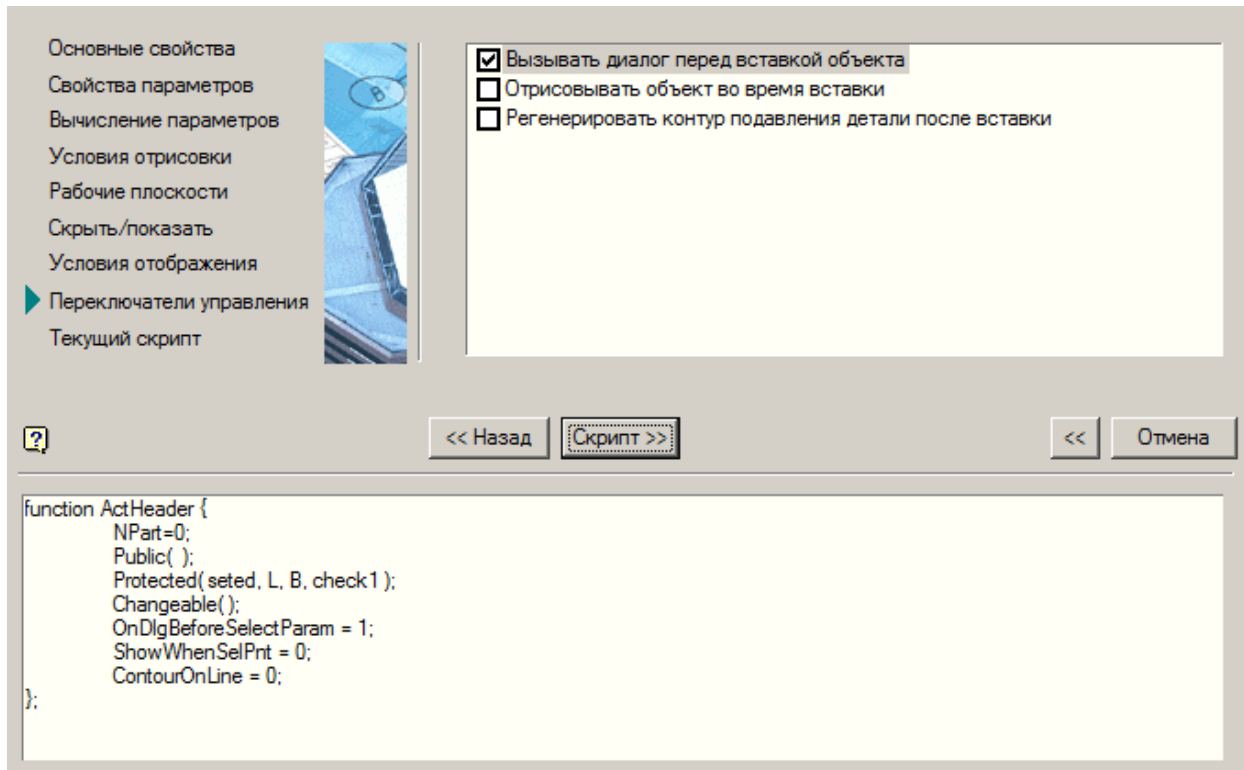 Основные свойства
Свойства параметров
Вычисление параметров
Условия отрисовки
Рабочие плоскости
Скрыть/показать
Условия отображения
Переключатели управления
Текущий скрипт
Вызывать диалог перед вставкой объекта
Отрисовывать объект во время вставки
Регенерировать контур подавления детали после вставки
?
<< Назад
Скрипт >>
<<
Отмена
function ActHeader {
NPart=0;
Public( );
Protected( seted, L, B, check1 );
Changeable( );
OnDlgBeforeSelectParam = 1;
ShowWhenSelPnt = 0;
ContourOnLine = 0;
};